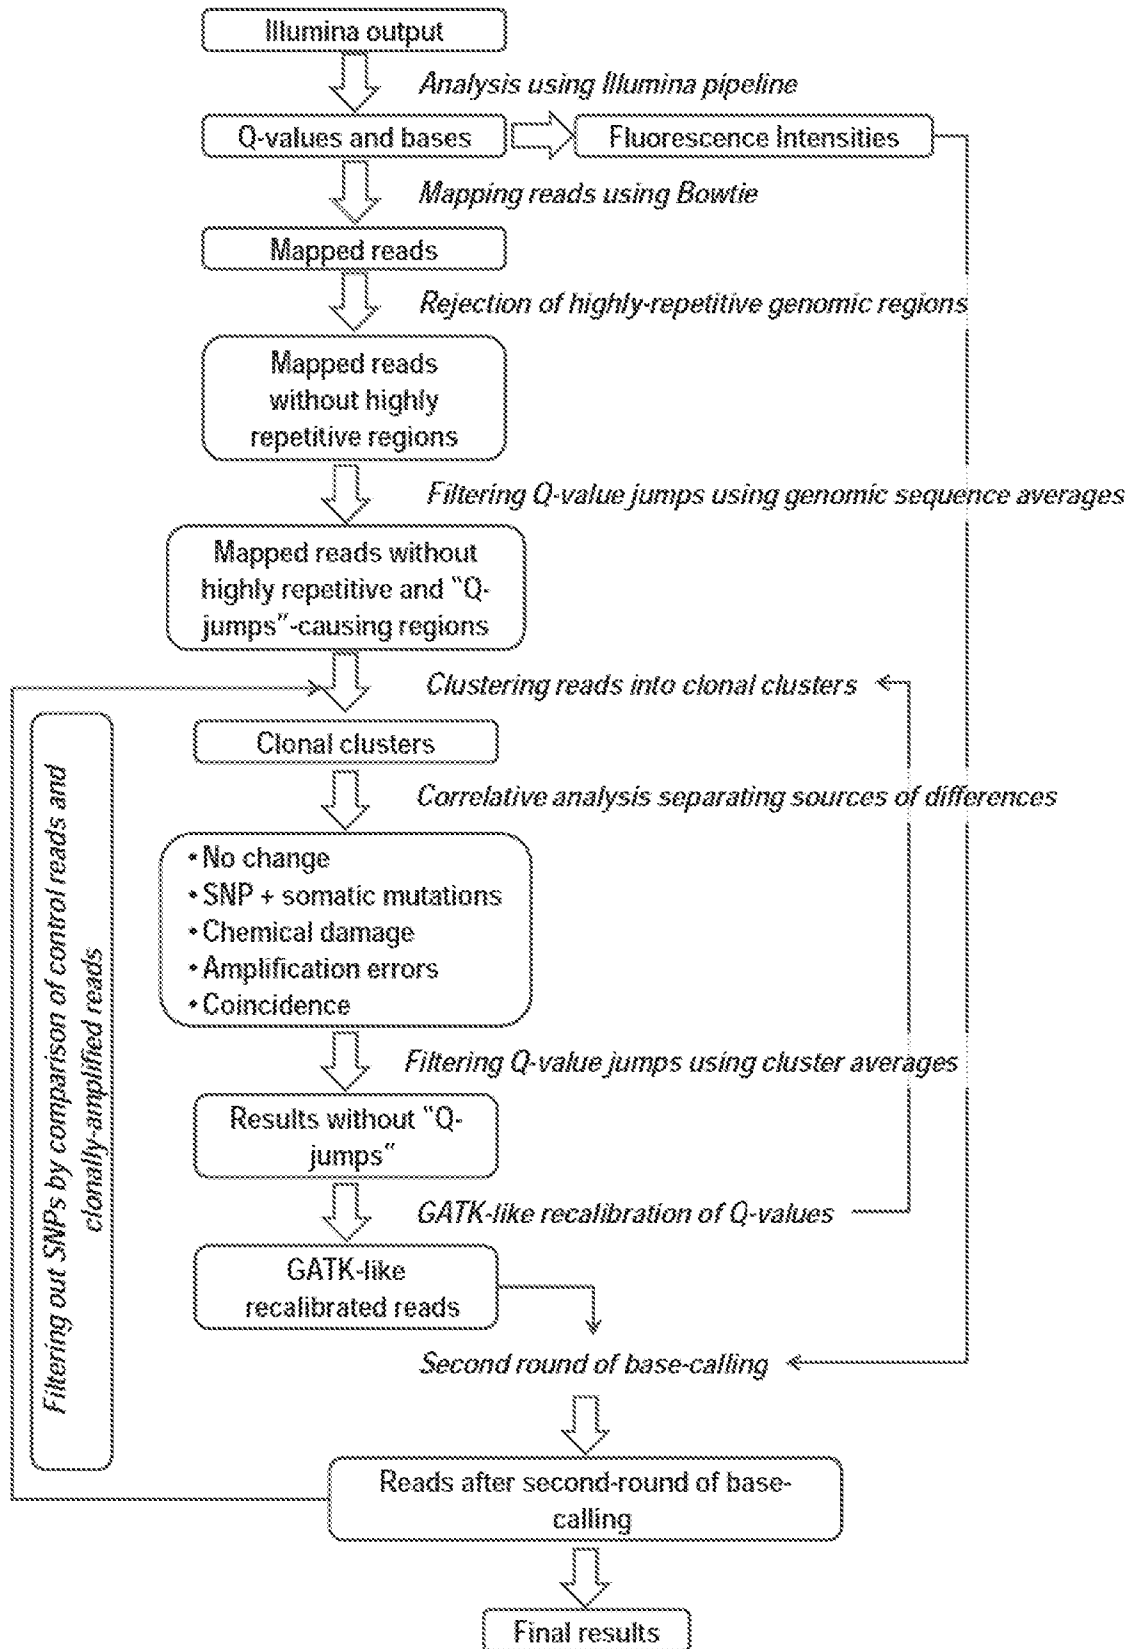 Illumina output
Analysis using Illumina pipeline
Q-values and bases
Fluorescence Intensities
Mapping reads using Bowtie
Mapped reads
Rejection of highly-repetitive genomic regions
Mapped reads
without highly
repetitive regions
Filtering Q-value jumps using genomic sequence averages
Mapped reads without
highly repetitive and "Q-
jumps"-causing regions
Clustering reads into clonal clusters
Clonal clusters
Correlative analysis separating sources of differences
• No change
• SNP + somatic mutations
• Chemical damage
• Amplification errors
• Coincidence
Filtering Q-value jumps using cluster averages
Results without "Q-
jumps"
GATK-like recalibration of Q-values
GATK-like
recalibrated reads
Second round of base-calling
Reads after second-round of base-
calling
Final results
Filtering out SNPs by comparison of control reads and
clonally-amplified reads